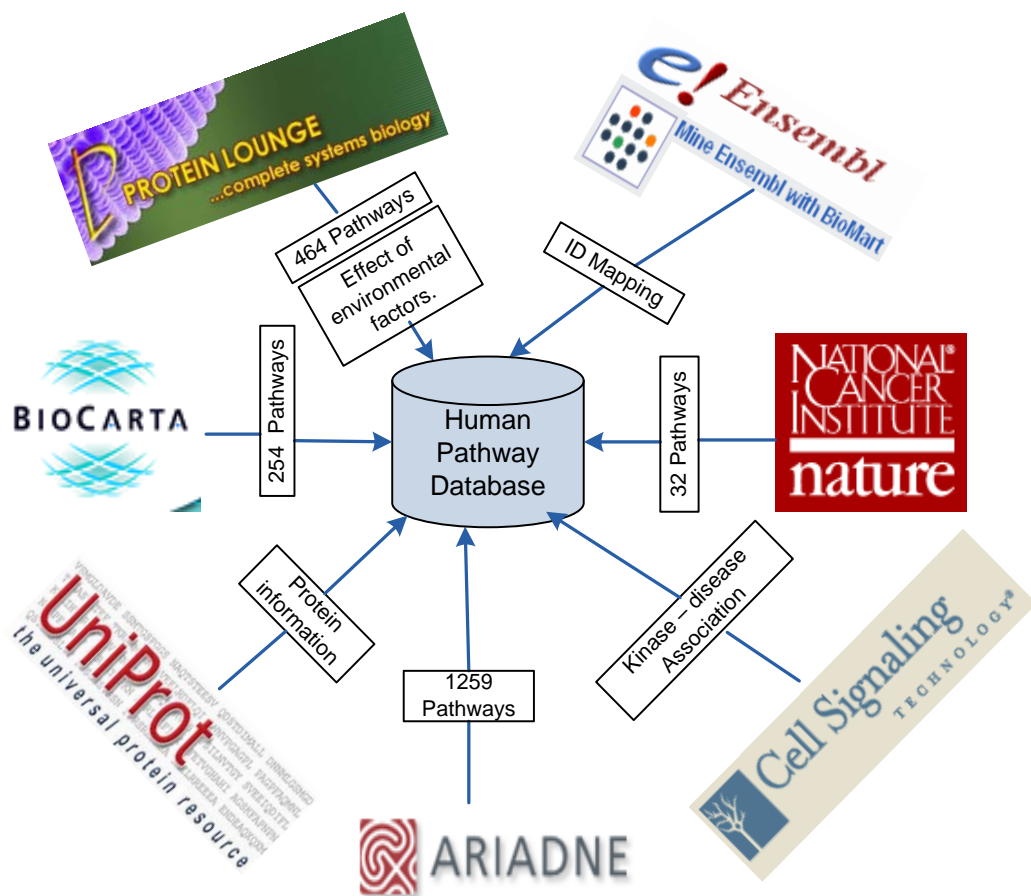 PROTEIN LOUNGE
...complete systems biology
e! Ensembl
Mine Ensembl with BioMart
464 Pathways
Effect of
environmental
factors.
ID Mapping
BIOCARTA
254 Pathways
Human
Pathway
Database
32 Pathways
NATIONAL®
CANCER
INSTITUTE
nature
UniProt
the universal protein resource
Protein
information
1259
Pathways
Kinase – disease
Association
Cell Signaling
TECHNOLOGY®
ARIADNE